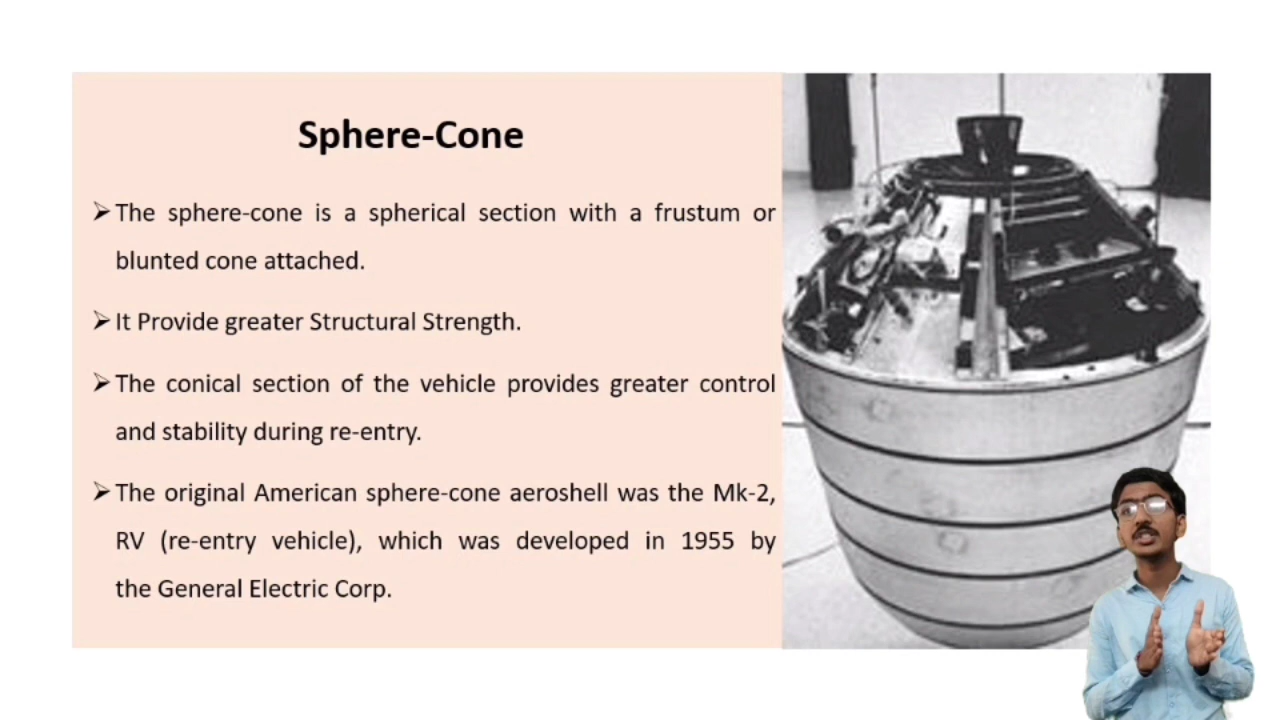 Sphere-Cone
➢The sphere-cone is a spherical section with a frustum or
blunted cone attached.
➢It Provide greater Structural Strength.
➢The conical section of the vehicle provides greater control
and stability during re-entry.
➢The original American sphere-cone aeroshell was the Mk-2,
RV (re-entry vehicle), which was developed in 1955 by
the General Electric Corp.